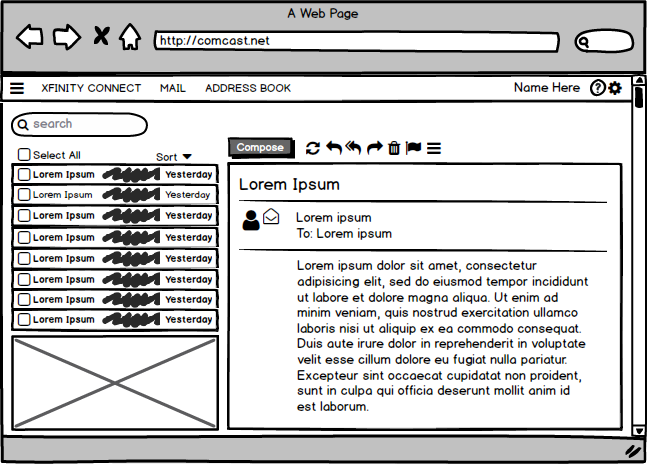 A Web Page
http://comcast.net
XFINITY CONNECT MAIL ADDRESS BOOK Name Here ?
search
Select All Sort
Compose
Lorem Ipsum Yesterday
Lorem Ipsum Yesterday
Lorem Ipsum Yesterday
Lorem Ipsum Yesterday
Lorem Ipsum Yesterday
Lorem Ipsum Yesterday
Lorem Ipsum Yesterday
Lorem Ipsum Yesterday
Lorem Ipsum
Lorem ipsum
To: Lorem ipsum
Lorem ipsum dolor sit amet, consectetur
adipisicing elit, sed do eiusmod tempor incididunt
ut labore et dolore magna aliqua. Ut enim ad
minim veniam, quis nostrud exercitation ullamco
laboris nisi ut aliquip ex ea commodo consequat.
Duis aute irure dolor in reprehenderit in voluptate
velit esse cillum dolore eu fugiat nulla pariatur.
Excepteur sint occaecat cupidatat non proident,
sunt in culpa qui officia deserunt mollit anim id
est laborum.